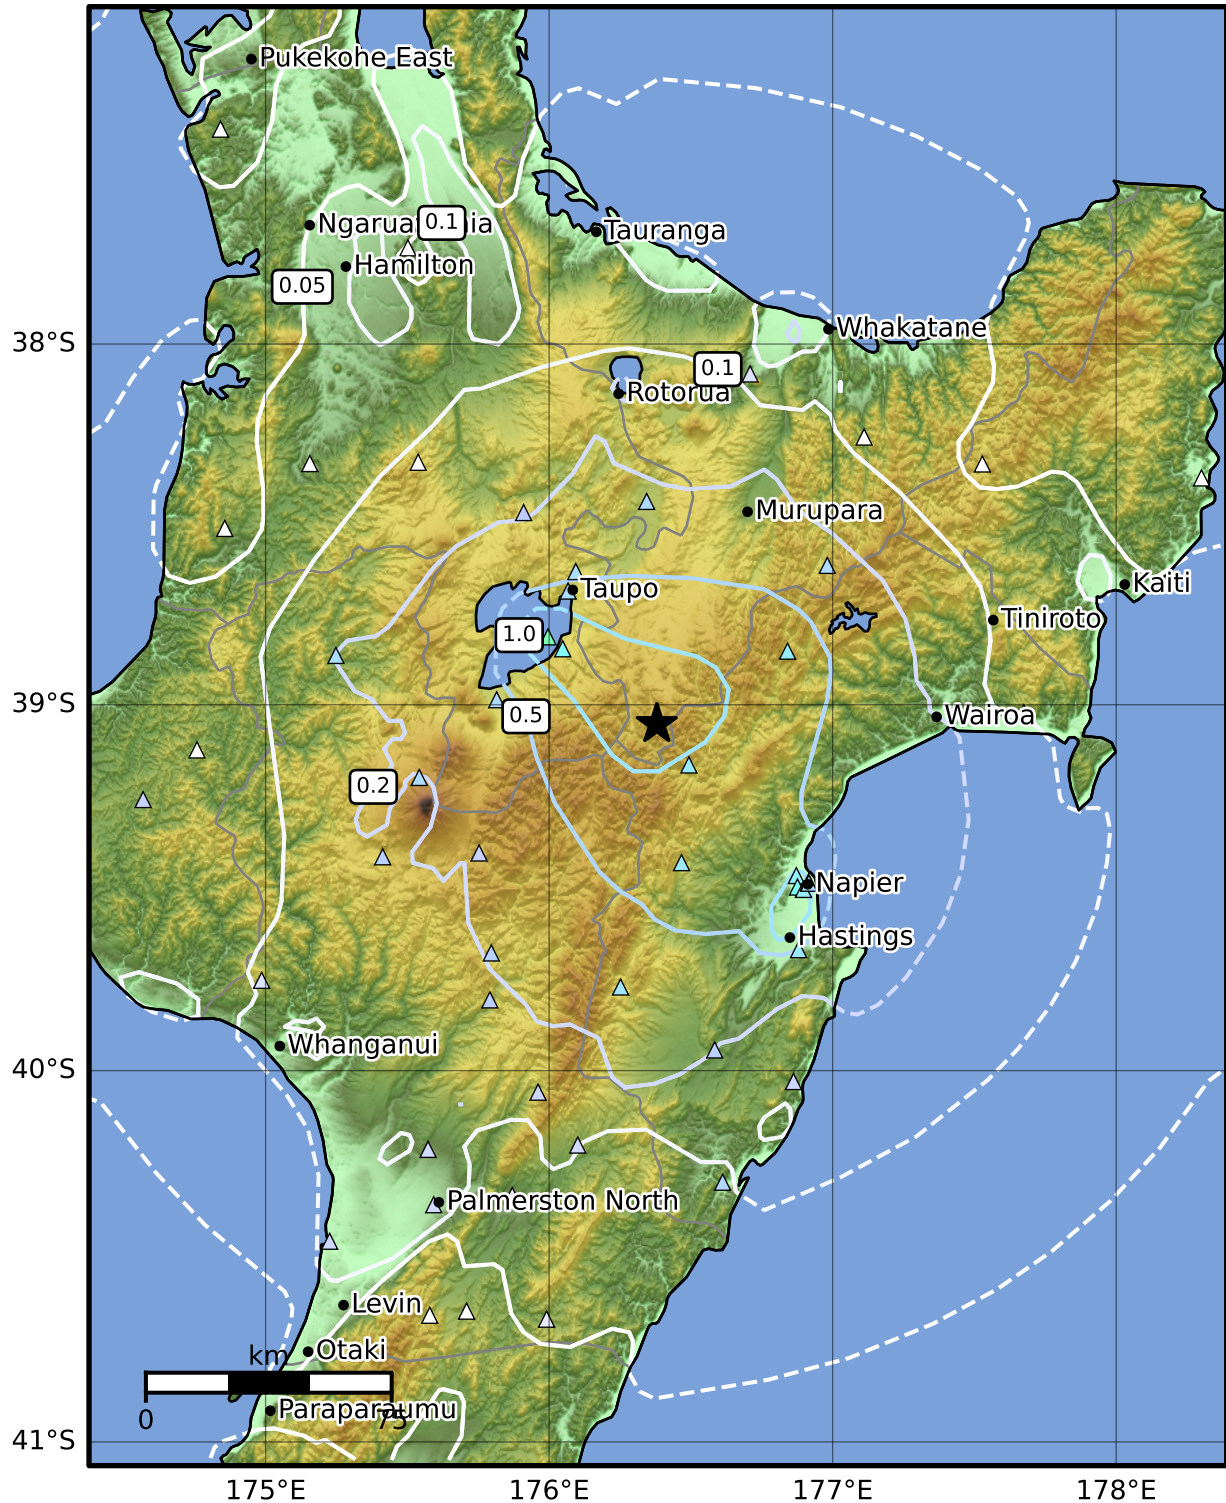 Pukekohe East
0.1
Ngarua
ia
Tauranga
Hamilton
0.05
Whakatane
38°S
0.1
Rotorua
Murupara
Taupo
Kaiti
Tiniroto
1.0
39°S
0.5
Wairoa
0.2
Napier
Hastings
Whanganui
40°S
Palmerston North
Levin
Otaki
km
0
75
Paraparaumu
41°S
175°E
176°E
177°E
178°E